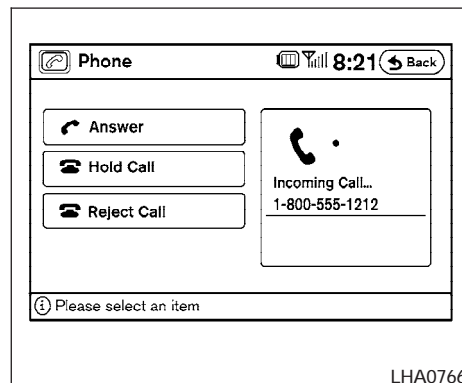 Phone 8:21 Back
Answer
Hold Call
Reject Call
Incoming Call...
1-800-555-1212
Please select an item
LHA0766